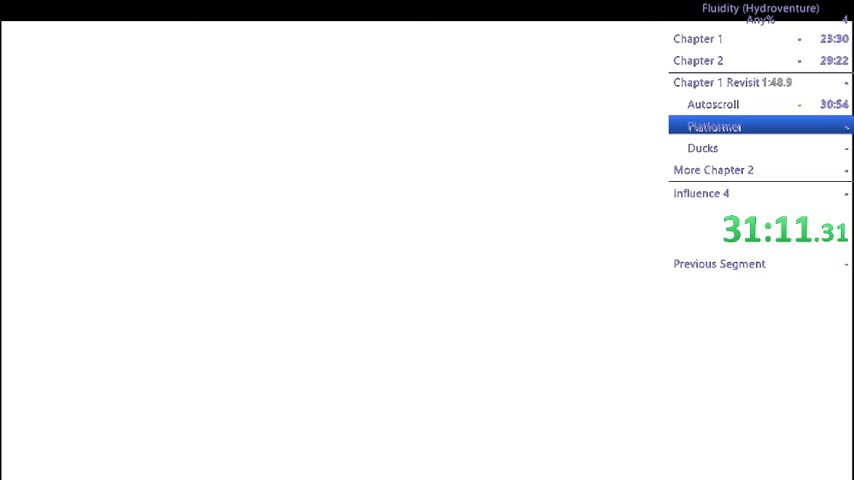 Fluidity (Hydroventure)
Any% 4
Chapter 1 - 23:30
Chapter 2 - 29:22
Chapter 1 Revisit 1:48.9 -
Autoscroll - 30:54
Platformer -
Ducks -
More Chapter 2 -
Influence 4 -
31:11.31
Previous Segment -